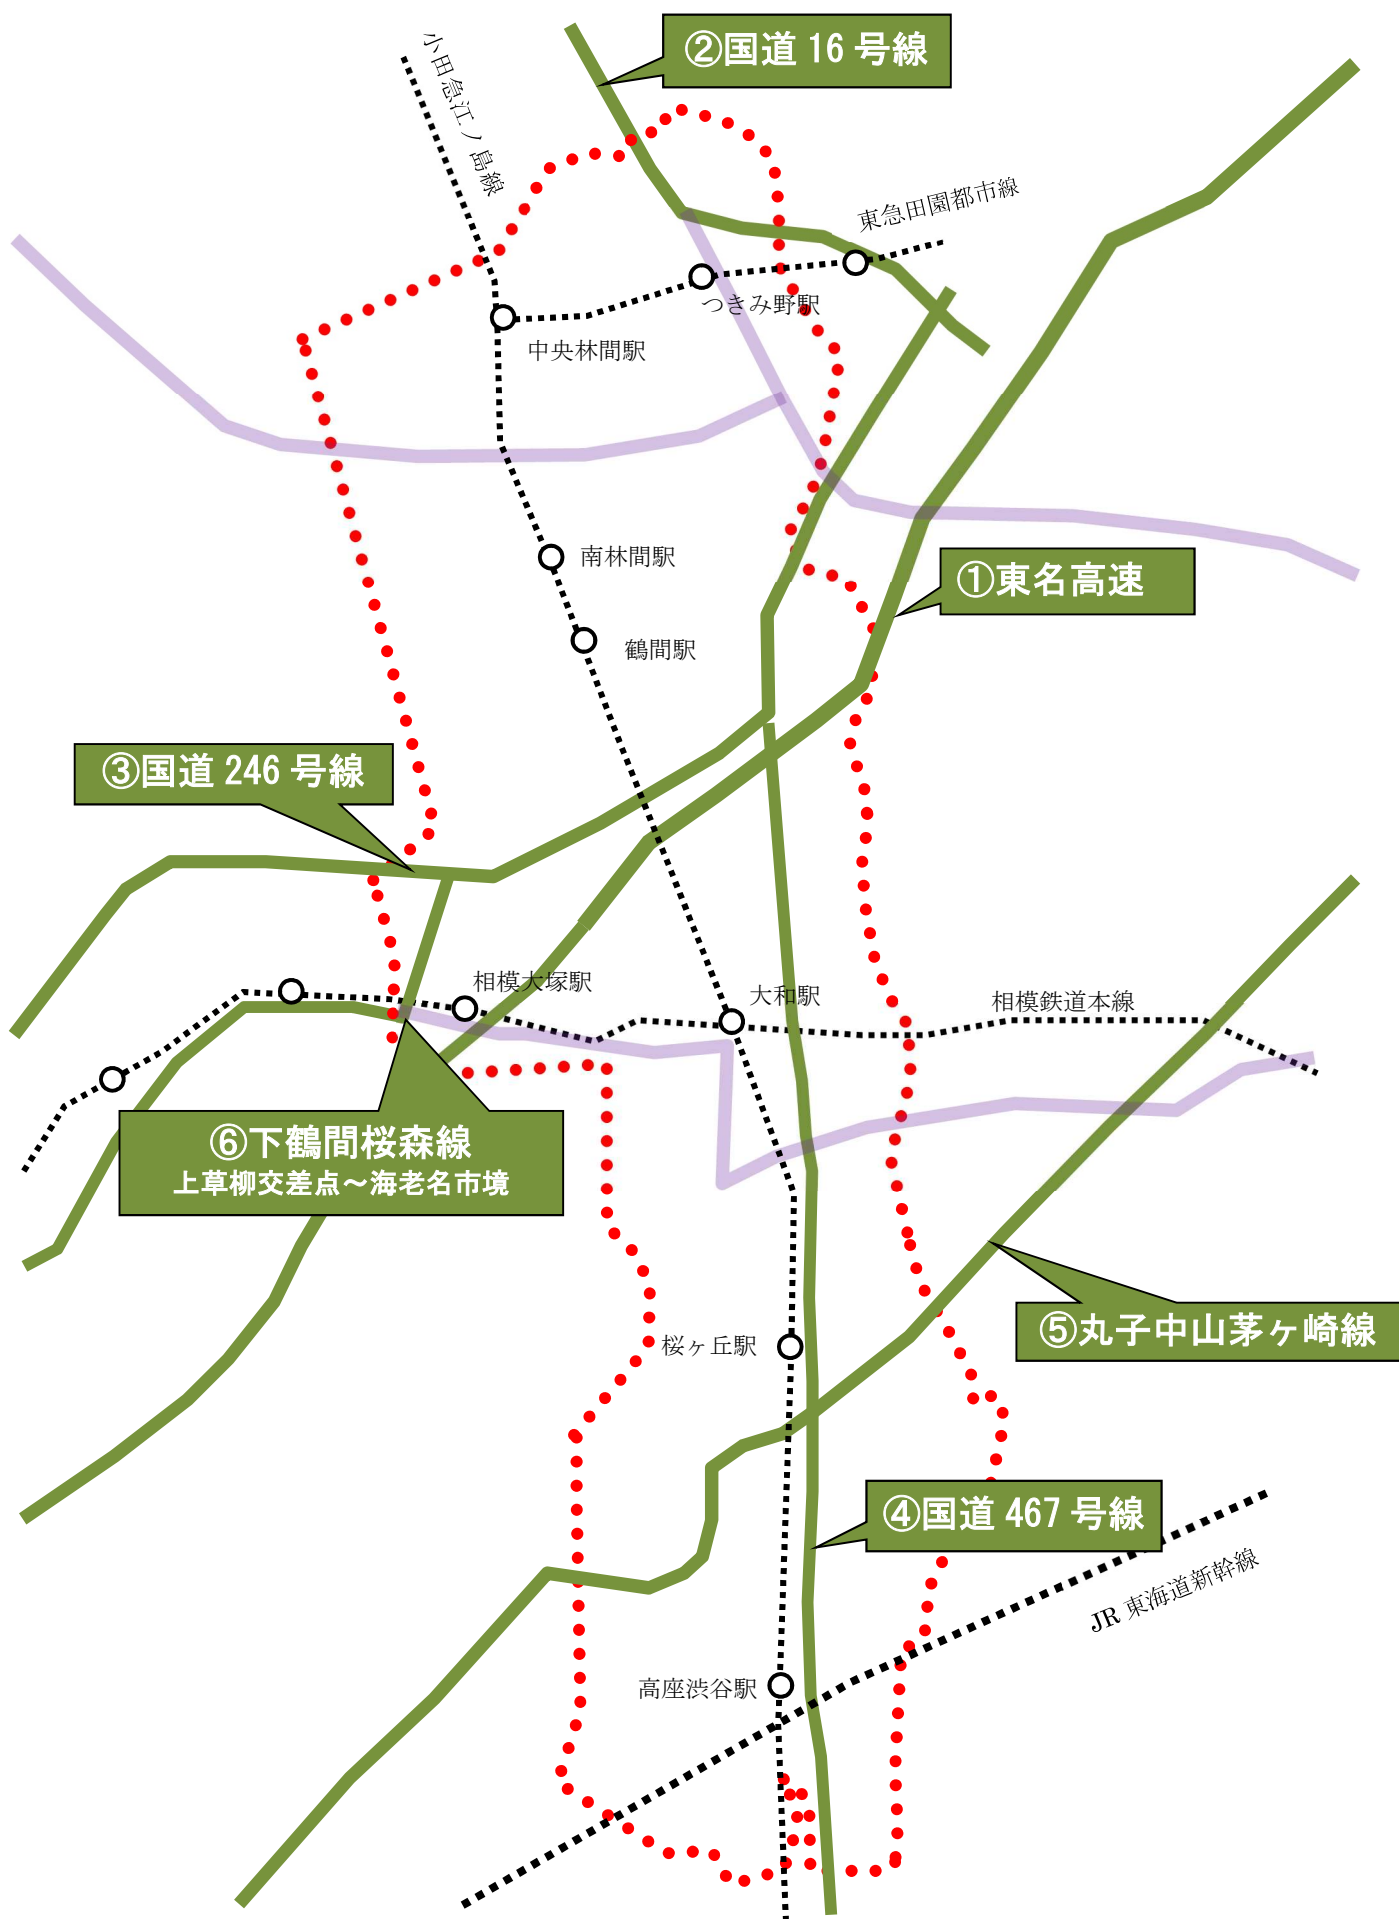 ②国道 16 号線
小田急江ノ島線
東急田園都市線
つきみ野駅
中央林間駅
南林間駅
①東名高速
鶴間駅
③国道 246 号線
相模大塚駅
大和駅
相模鉄道本線
⑥下鶴間桜森線
上草柳交差点～海老名市境
⑤丸子中山茅ヶ崎線
桜ヶ丘駅
④国道 467 号線
JR 東海道新幹線
高座渋谷駅